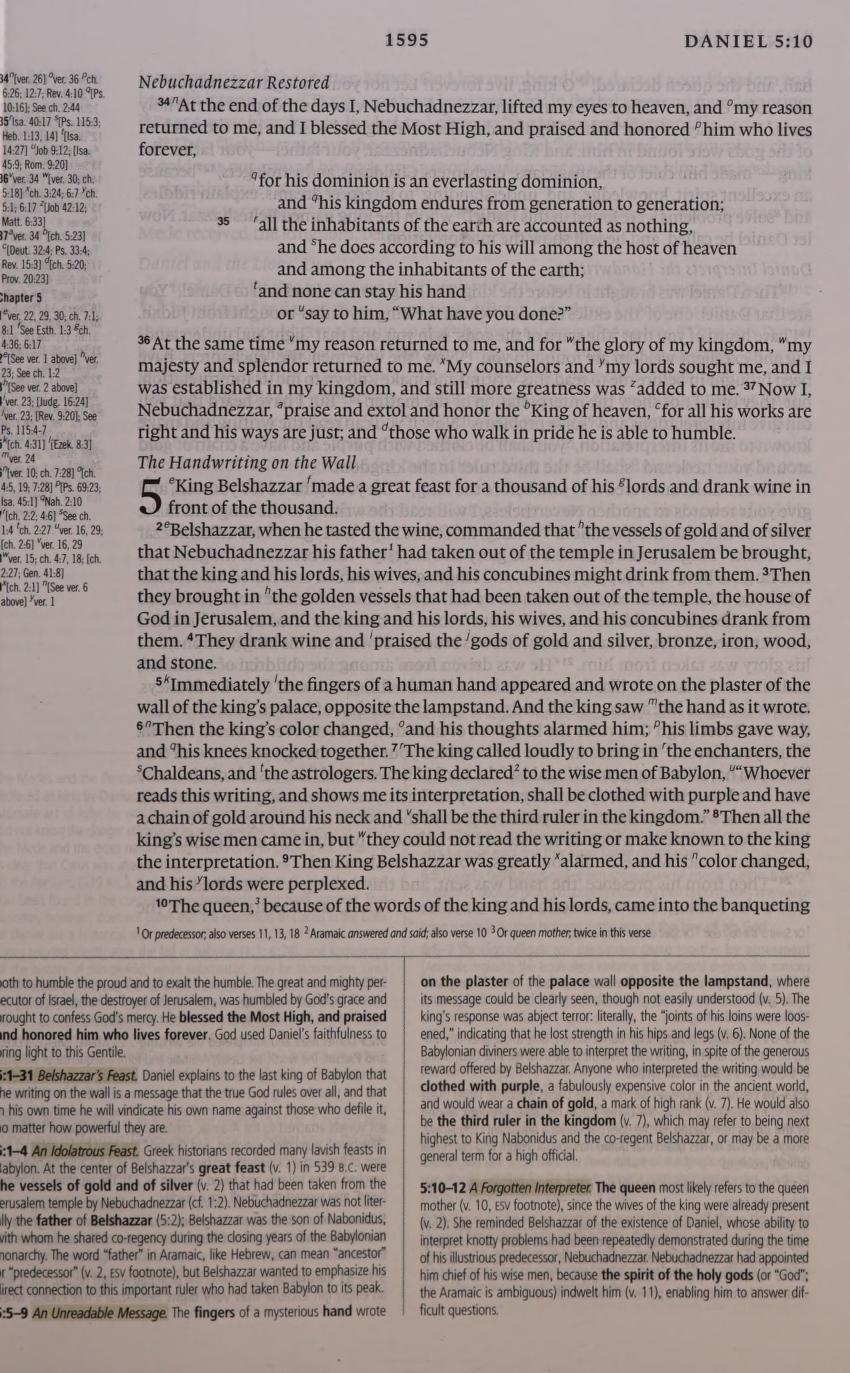 1595
DANIEL 5:10
34 n[ver. 26] o ver. 36 p ch.
6:26; 12:7; Rev. 4:10 q[Ps.
10:16]; See ch. 2:44
35 r Isa. 40:17 s[Ps. 115:3;
Heb. 1:13, 14] t[Isa.
14:27] u Job 9:12; [Isa.
45:9; Rom. 9:20]
36 v ver. 34 w[ver. 30; ch.
5:18] x ch. 3:24; 6:7 y ch.
5:1; 6:17 z[Job 42:12;
Matt. 6:33]
37 a ver. 34 b[ch. 5:23]
c[Deut. 32:4; Ps. 33:4;
Rev. 15:3] d[ch. 5:20;
Prov. 20:23]
Chapter 5
e ver. 22, 29, 30; ch. 7:1;
8:1 f See Esth. 1:3 g ch.
4:36; 6:17
2 e[See ver. 1 above] h ver.
23; See ch. 1:2
h[See ver. 2 above]
i ver. 23; [Judg. 16:24]
j ver. 23; [Rev. 9:20]; See
Ps. 115:4-7
k[ch. 4:31] l[Ezek. 8:3]
m ver. 24
n[ver. 10; ch. 7:28] o[ch.
4:5, 19; 7:28] p[Ps. 69:23;
Isa. 45:1] q Nah. 2:10
r[ch. 2:2; 4:6] s See ch.
1:4 t ch. 2:27 u ver. 16, 29;
[ch. 2:6] v ver. 16, 29
w ver. 15; ch. 4:7, 18; [ch.
2:27; Gen. 41:8]
x[ch. 2:1] n[See ver. 6
above] y ver. 1
Nebuchadnezzar Restored
34 n At the end of the days I, Nebuchadnezzar, lifted my eyes to heaven, and o my reason
returned to me, and I blessed the Most High, and praised and honored p him who lives
forever,
q for his dominion is an everlasting dominion,
and q his kingdom endures from generation to generation;
35 r all the inhabitants of the earth are accounted as nothing,
and s he does according to his will among the host of heaven
and among the inhabitants of the earth;
t and none can stay his hand
or u say to him, “What have you done?”
36 At the same time v my reason returned to me, and for w the glory of my kingdom, w my
majesty and splendor returned to me. x My counselors and y my lords sought me, and I
was established in my kingdom, and still more greatness was z added to me. 37 Now I,
Nebuchadnezzar, a praise and extol and honor the b King of heaven, c for all his works are
right and his ways are just; and d those who walk in pride he is able to humble.
The Handwriting on the Wall
5 e King Belshazzar f made a great feast for a thousand of his g lords and drank wine in
front of the thousand.
2 e Belshazzar, when he tasted the wine, commanded that h the vessels of gold and of silver
that Nebuchadnezzar his father 1 had taken out of the temple in Jerusalem be brought,
that the king and his lords, his wives, and his concubines might drink from them. 3 Then
they brought in h the golden vessels that had been taken out of the temple, the house of
God in Jerusalem, and the king and his lords, his wives, and his concubines drank from
them. 4 They drank wine and i praised the j gods of gold and silver, bronze, iron, wood,
and stone.
5 k Immediately l the fingers of a human hand appeared and wrote on the plaster of the
wall of the king’s palace, opposite the lampstand. And the king saw m the hand as it wrote.
6 n Then the king’s color changed, o and his thoughts alarmed him; p his limbs gave way,
and q his knees knocked together. 7 r The king called loudly to bring in r the enchanters, the
s Chaldeans, and t the astrologers. The king declared 2 to the wise men of Babylon, u “Whoever
reads this writing, and shows me its interpretation, shall be clothed with purple and have
a chain of gold around his neck and v shall be the third ruler in the kingdom.” 8 Then all the
king’s wise men came in, but w they could not read the writing or make known to the king
the interpretation. 9 Then King Belshazzar was greatly x alarmed, and his n color changed,
and his y lords were perplexed.
10 The queen, 3 because of the words of the king and his lords, came into the banqueting
1 Or predecessor; also verses 11, 13, 18 2 Aramaic answered and said; also verse 10 3 Or queen mother; twice in this verse
oth to humble the proud and to exalt the humble. The great and mighty per-
ecutor of Israel, the destroyer of Jerusalem, was humbled by God’s grace and
rought to confess God’s mercy. He blessed the Most High, and praised
nd honored him who lives forever. God used Daniel’s faithfulness to
ring light to this Gentile.
5:1–31 Belshazzar’s Feast. Daniel explains to the last king of Babylon that
he writing on the wall is a message that the true God rules over all, and that
n his own time he will vindicate his own name against those who defile it,
o matter how powerful they are.
5:1–4 An Idolatrous Feast. Greek historians recorded many lavish feasts in
abylon. At the center of Belshazzar’s great feast (v. 1) in 539 B.C. were
he vessels of gold and of silver (v. 2) that had been taken from the
erusalem temple by Nebuchadnezzar (cf. 1:2). Nebuchadnezzar was not liter-
lly the father of Belshazzar (5:2); Belshazzar was the son of Nabonidus,
vith whom he shared co-regency during the closing years of the Babylonian
nonarchy. The word “father” in Aramaic, like Hebrew, can mean “ancestor”
r “predecessor” (v. 2, ESV footnote), but Belshazzar wanted to emphasize his
irect connection to this important ruler who had taken Babylon to its peak.
5:5–9 An Unreadable Message. The fingers of a mysterious hand wrote
on the plaster of the palace wall opposite the lampstand, where
its message could be clearly seen, though not easily understood (v. 5). The
king’s response was abject terror: literally, the “joints of his loins were loos-
ened,” indicating that he lost strength in his hips and legs (v. 6). None of the
Babylonian diviners were able to interpret the writing, in spite of the generous
reward offered by Belshazzar. Anyone who interpreted the writing would be
clothed with purple, a fabulously expensive color in the ancient world,
and would wear a chain of gold, a mark of high rank (v. 7). He would also
be the third ruler in the kingdom (v. 7), which may refer to being next
highest to King Nabonidus and the co-regent Belshazzar, or may be a more
general term for a high official.
5:10–12 A Forgotten Interpreter. The queen most likely refers to the queen
mother (v. 10, ESV footnote), since the wives of the king were already present
(v. 2). She reminded Belshazzar of the existence of Daniel, whose ability to
interpret knotty problems had been repeatedly demonstrated during the time
of his illustrious predecessor, Nebuchadnezzar. Nebuchadnezzar had appointed
him chief of his wise men, because the spirit of the holy gods (or “God”;
the Aramaic is ambiguous) indwelt him (v. 11), enabling him to answer dif-
ficult questions.